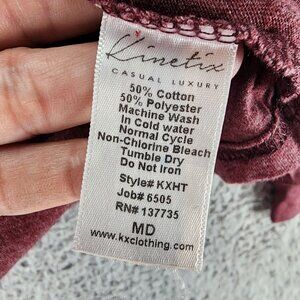 Kinetix
CASUAL LUXURY
50% Cotton
50% Polyester
Machine Wash
In Cold water
Normal Cycle
Non-Chlorine Bleach
Tumble Dry
Do Not Iron
Style# KXHT
Job# 6505
RN# 137735
MD
www.kxclothing.com